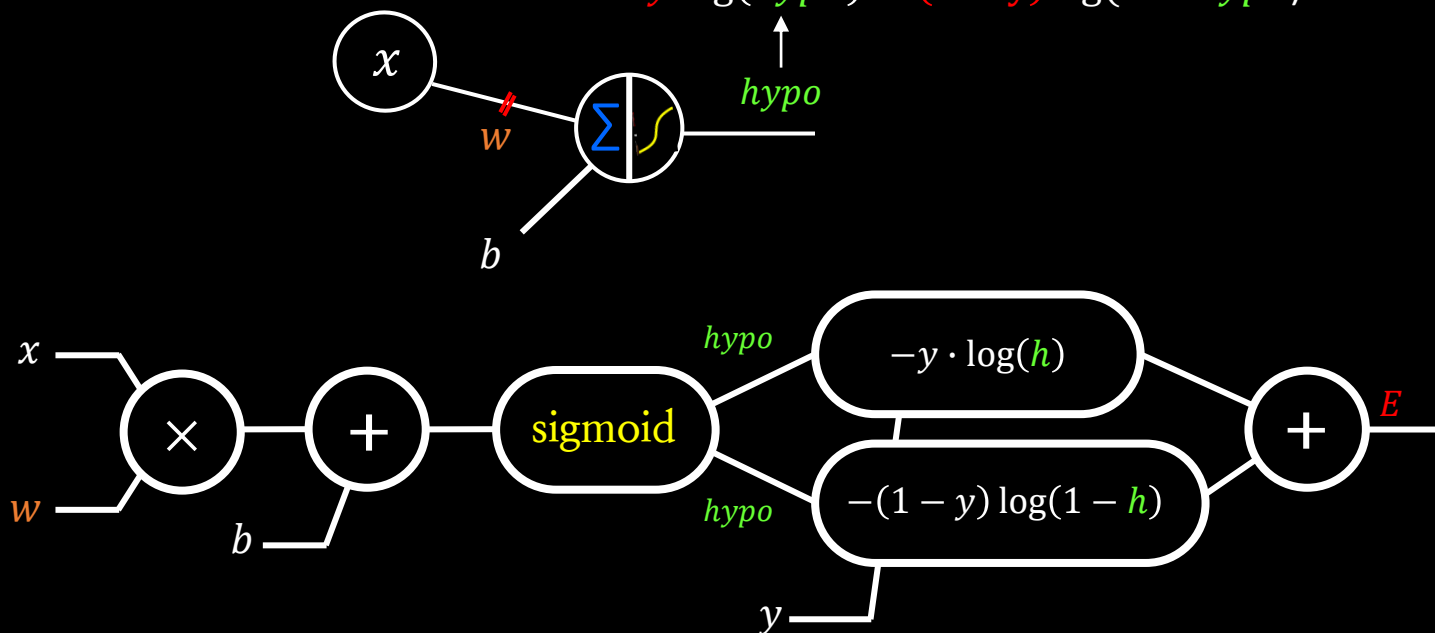 x
hypo
w
Σ
b
x
hypo
−y · log(h)
×
+
sigmoid
+
E
w
b
hypo
−(1 − y) log(1 − h)
y